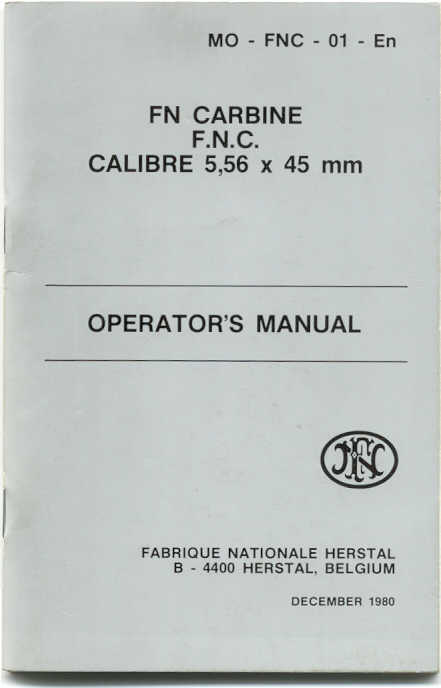 MO - FNC - 01 - En
FN CARBINE
F.N.C.
CALIBRE 5,56 x 45 mm
OPERATOR'S MANUAL
FN
FABRIQUE NATIONALE HERSTAL
B - 4400 HERSTAL, BELGIUM
DECEMBER 1980